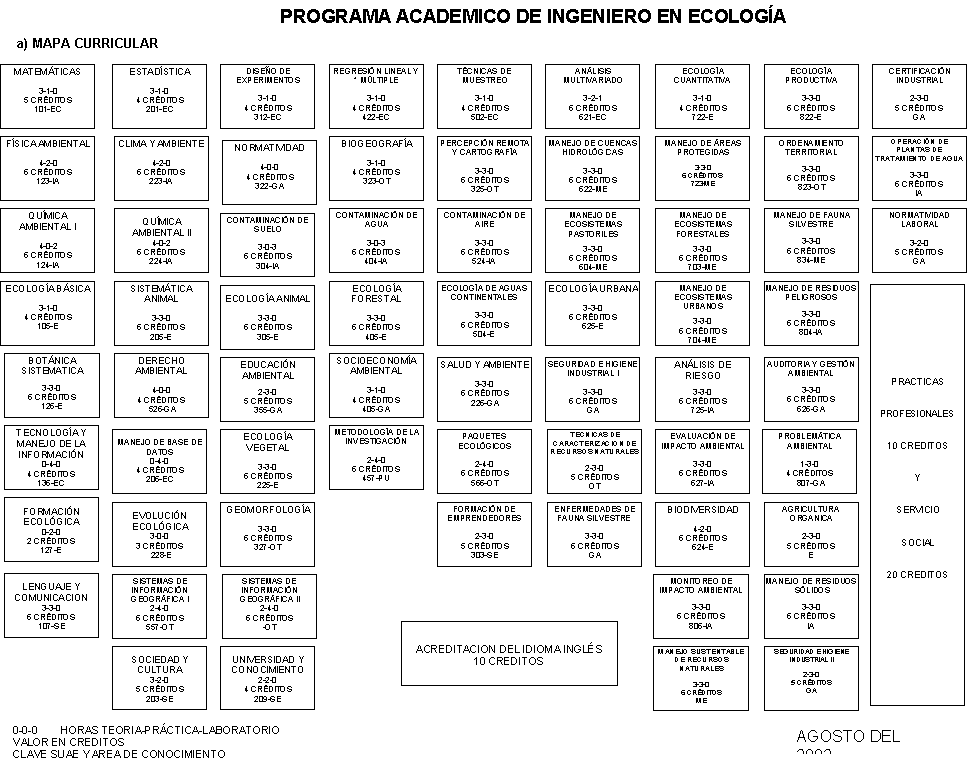 PROGRAMA ACADEMICO DE INGENIERO EN ECOLOGÍA
a) MAPA CURRICULAR
MATEMÁTICAS
3-1-0
5 CRÉDITOS
101-EC
ESTADÍSTICA
3-1-0
4 CRÉDITOS
201-EC
DISEÑO DE
EXPERIMENTOS
3-1-0
4 CRÉDITOS
312-EC
REGRESIÓN LINEAL Y
* MÚLTIPLE
3-1-0
4 CRÉDITOS
422-EC
TÉCNICAS DE
MUESTREO
3-1-0
4 CRÉDITOS
502-EC
ANÁLISIS
MULTIVARIADO
3-2-1
6 CRÉDITOS
621-EC
ECOLOGÍA
CUANTITATIVA
3-1-0
4 CRÉDITOS
722-E
ECOLOGÍA
PRODUCTIVA
3-3-0
6 CRÉDITOS
822-E
CERTIFICACIÓN
INDUSTRIAL
2-3-0
5 CRÉDITOS
GA
FÍSICA AMBIENTAL
4-2-0
6 CRÉDITOS
123-IA
CLIMA Y AMBIENTE
4-2-0
6 CRÉDITOS
223-IA
NORMATIVIDAD
4-0-0
4 CRÉDITOS
322-GA
BIOGEOGRAFÍA
3-1-0
4 CRÉDITOS
323-OT
PERCEPCIÓN REMOTA
Y CARTOGRAFÍA
3-3-0
6 CRÉDITOS
325-OT
MANEJO DE CUENCAS
HIDROLÓGICAS
3-3-0
6 CRÉDITOS
622-ME
MANEJO DE ÁREAS
PROTEGIDAS
3-3-0
6 CRÉDITOS
723ME
ORDENAMIENTO
TERRITORIAL
3-3-0
6 CRÉDITOS
823-OT
OPERACIÓN DE
PLANTAS DE
TRATAMIENTO DE AGUA
3-3-0
6 CRÉDITOS
IA
QUÍMICA
AMBIENTAL I
4-0-2
6 CRÉDITOS
124-IA
QUÍMICA
AMBIENTAL II
4-0-2
6 CRÉDITOS
224-IA
CONTAMINACIÓN DE
SUELO
3-0-3
6 CRÉDITOS
304-IA
CONTAMINACIÓN DE
AGUA
3-0-3
6 CRÉDITOS
404-IA
CONTAMINACIÓN DE
AIRE
3-3-0
6 CRÉDITOS
524-IA
MANEJO DE
ECOSISTEMAS
PASTORILES
3-3-0
6 CRÉDITOS
604-ME
MANEJO DE
ECOSISTEMAS
FORESTALES
3-3-0
6 CRÉDITOS
703-ME
MANEJO DE FAUNA
SILVESTRE
3-3-0
6 CRÉDITOS
834-ME
NORMATIVIDAD
LABORAL
3-2-0
5 CRÉDITOS
GA
ECOLOGÍA BÁSICA
3-1-0
4 CRÉDITOS
105-E
SISTEMÁTICA
ANIMAL
3-3-0
6 CRÉDITOS
205-E
ECOLOGÍA ANIMAL
3-3-0
6 CRÉDITOS
305-E
ECOLOGÍA
FORESTAL
3-3-0
6 CRÉDITOS
405-E
ECOLOGÍA DE AGUAS
CONTINENTALES
3-3-0
6 CRÉDITOS
504-E
ECOLOGÍA URBANA
3-3-0
6 CRÉDITOS
625-E
MANEJO DE
ECOSISTEMAS
URBANOS
3-3-0
6 CRÉDITOS
704-ME
MANEJO DE RESIDUOS
PELIGROSOS
3-3-0
6 CRÉDITOS
804-IA
BOTÁNICA
SISTEMATICA
3-3-0
6 CRÉDITOS
126-E
DERECHO
AMBIENTAL
4-0-0
4 CRÉDITOS
526-GA
EDUCACIÓN
AMBIENTAL
2-3-0
5 CRÉDITOS
355-GA
SOCIOECONOMÍA
AMBIENTAL
3-1-0
4 CRÉDITOS
405-GA
SALUD Y AMBIENTE
3-3-0
6 CRÉDITOS
226-GA
SEGURIDAD E HIGIENE
INDUSTRIAL I
3-3-0
6 CRÉDITOS
GA
ANÁLISIS DE
RIESGO
3-3-0
6 CRÉDITOS
725-IA
AUDITORIA Y GESTIÓN
AMBIENTAL
3-3-0
6 CRÉDITOS
626-GA
PRACTICAS
PROFESIONALES
10 CREDITOS
Y
SERVICIO
SOCIAL
20 CREDITOS
TECNOLOGÍA Y
MANEJO DE LA
INFORMACIÓN
0-4-0
4 CRÉDITOS
136-EC
MANEJO DE BASE DE
DATOS
0-4-0
4 CRÉDITOS
206-EC
ECOLOGÍA
VEGETAL
3-3-0
6 CRÉDITOS
225-E
METODOLOGÍA DE LA
INVESTIGACIÓN
2-4-0
6 CRÉDITOS
457-PU
PAQUETES
ECOLÓGICOS
2-4-0
6 CRÉDITOS
566-OT
TECNICAS DE
CARACTERIZACION DE
RECURSOS NATURALES
2-3-0
5 CRÉDITOS
OT
EVALUACIÓN DE
IMPACTO AMBIENTAL
3-3-0
6 CRÉDITOS
627-IA
PROBLEMÁTICA
AMBIENTAL
1-3-0
4 CRÉDITOS
807-GA
FORMACIÓN
ECOLÓGICA
0-2-0
2 CRÉDITOS
127-E
EVOLUCIÓN
ECOLÓGICA
3-0-0
3 CRÉDITOS
228-E
GEOMORFOLOGÍA
3-3-0
6 CRÉDITOS
327-OT
FORMACIÓN DE
EMPRENDEDORES
2-3-0
5 CRÉDITOS
303-SE
ENFERMEDADES DE
FAUNA SILVESTRE
3-3-0
6 CRÉDITOS
GA
BIODIVERSIDAD
4-2-0
6 CRÉDITOS
624-E
AGRICULTURA
ORGANICA
2-3-0
5 CRÉDITOS
E
LENGUAJE Y
COMUNICACION
3-3-0
6 CRÉDITOS
107-SE
SISTEMAS DE
INFORMACIÓN
GEOGRÁFICA I
2-4-0
6 CRÉDITOS
557-OT
SISTEMAS DE
INFORMACIÓN
GEOGRÁFICA II
2-4-0
6 CRÉDITOS
-OT
MONITOREO DE
IMPACTO AMBIENTAL
3-3-0
6 CRÉDITOS
806-IA
MANEJO DE RESIDUOS
SÓLIDOS
3-3-0
6 CRÉDITOS
IA
ACREDITACION DEL IDIOMA INGLÉS
10 CREDITOS
SOCIEDAD Y
CULTURA
3-2-0
5 CRÉDITOS
203-SE
UNIVERSIDAD Y
CONOCIMIENTO
2-2-0
4 CRÉDITOS
209-SE
MANEJO SUSTENTABLE
DE RECURSOS
NATURALES
3-3-0
6 CRÉDITOS
ME
SEGURIDAD E HIGIENE
INDUSTRIAL II
2-3-0
5 CRÉDITOS
GA
0-0-0 HORAS TEORIA-PRÁCTICA-LABORATORIO
VALOR EN CREDITOS
CLAVE SUAE Y AREA DE CONOCIMIENTO
AGOSTO DEL